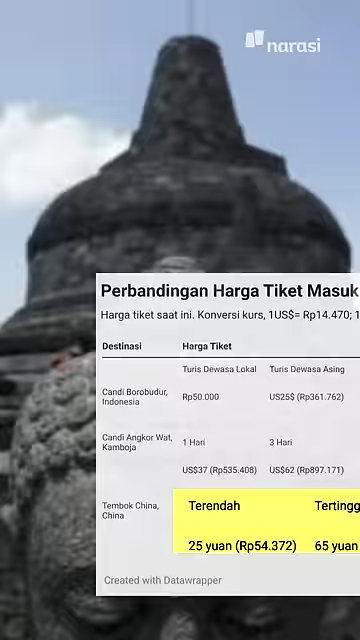 narasi
Perbandingan Harga Tiket Masuk
Harga tiket saat ini. Konversi kurs, 1US$= Rp14.470; 1
Destinasi Harga Tiket
Turis Dewasa Lokal Turis Dewasa Asing
Candi Borobudur,
Indonesia
Rp50.000 US25$ (Rp361.762)
Candi Angkor Wat,
Kamboja
1 Hari 3 Hari
US$37 (Rp535.408) US$62 (Rp897.171)
Tembok China,
China
Terendah Tertingg
25 yuan (Rp54.372) 65 yuan
Created with Datawrapper